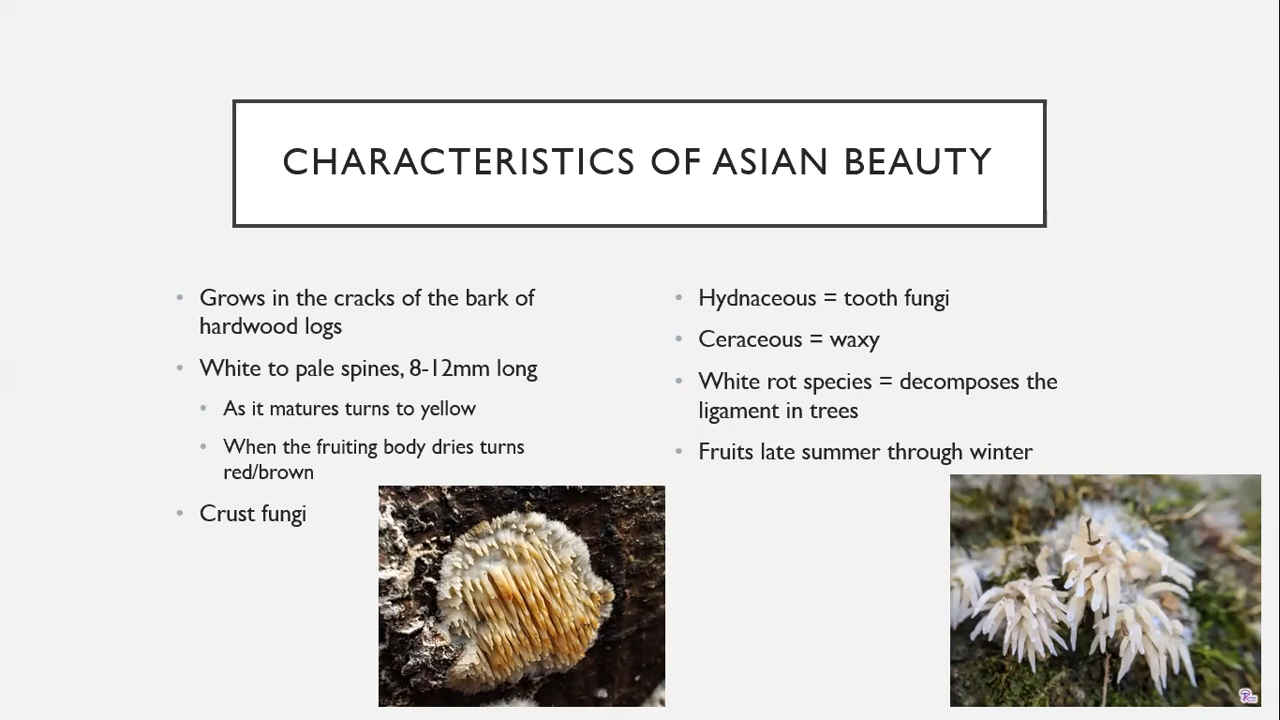 CHARACTERISTICS OF ASIAN BEAUTY
• Grows in the cracks of the bark of
hardwood logs
• White to pale spines, 8-12mm long
• As it matures turns to yellow
• When the fruiting body dries turns
red/brown
• Crust fungi
• Hydnaceous = tooth fungi
• Ceraceous = waxy
• White rot species = decomposes the
ligament in trees
• Fruits late summer through winter